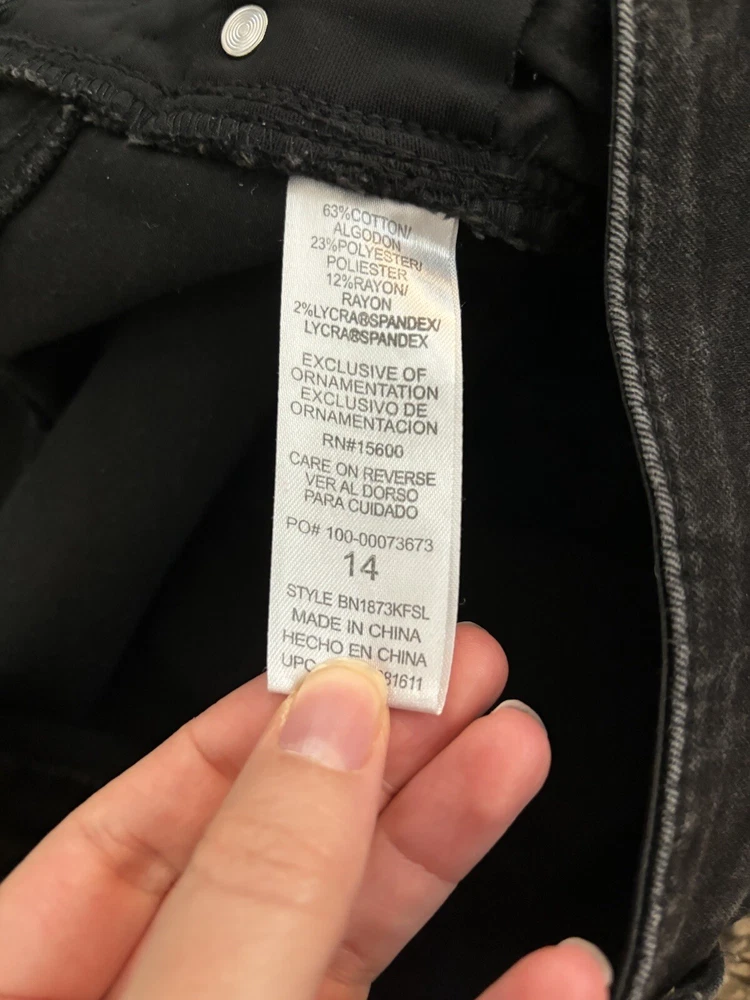 63%COTTON/
ALGODON
23%POLYESTER/
POLIESTER
12%RAYON/
RAYON
2%LYCRA®SPANDEX/
LYCRA®SPANDEX
EXCLUSIVE OF
ORNAMENTATION
EXCLUSIVO DE
ORNAMENTACION
RN#15600
CARE ON REVERSE
VER AL DORSO
PARA CUIDADO
PO# 100-00073673
14
STYLE BN1873KFSL
MADE IN CHINA
HECHO EN CHINA
UPC 81611